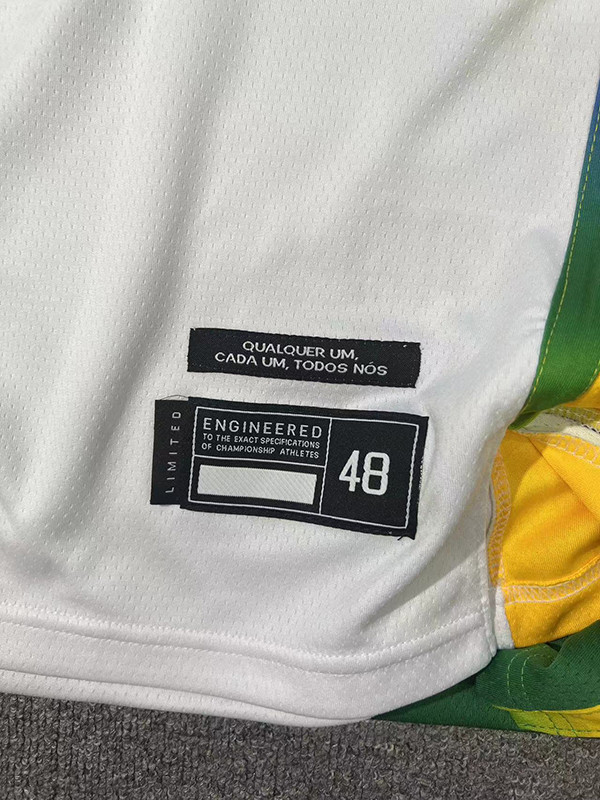 QUALQUER UM,
CADA UM, TODOS NÓS
LIMITED
ENGINEERED
TO THE EXACT SPECIFICATIONS
OF CHAMPIONSHIP ATHLETES
48